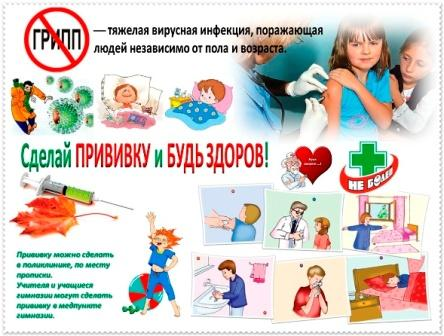 ГРИПП
— тяжелая вирусная инфекция, поражающая
людей независимо от пола и возраста.
Сделай ПРИВИВКУ и БУДЬ ЗДОРОВ!
НЕ БОЛЕЙ
Прививку можно сделать
в поликлинике, по месту
прописки.
Учителя и учащиеся
гимназии могут сделать
прививку в медпункте
гимназии.